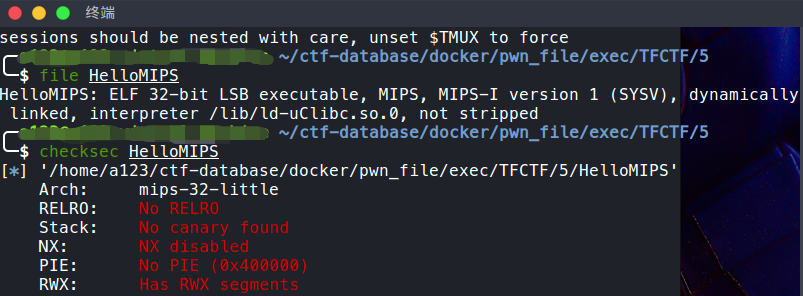 终端
sessions should be nested with care, unset $TMUX to force
~/ctf-database/docker/pwn_file/exec/TFCTF/5
$ file HelloMIPS
HelloMIPS: ELF 32-bit LSB executable, MIPS, MIPS-I version 1 (SYSV), dynamically
linked, interpreter /lib/ld-uClibc.so.0, not stripped
~/ctf-database/docker/pwn_file/exec/TFCTF/5
$ checksec HelloMIPS
[*] '/home/a123/ctf-database/docker/pwn_file/exec/TFCTF/5/HelloMIPS'
Arch: mips-32-little
RELRO: No RELRO
Stack: No canary found
NX: NX disabled
PIE: No PIE (0x400000)
RWX: Has RWX segments